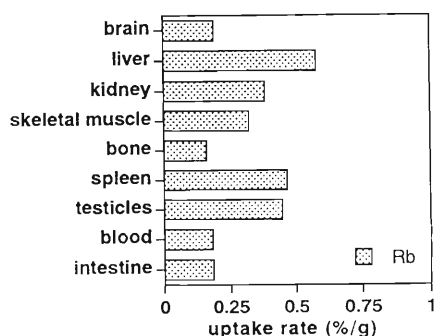 brain
liver
kidney
sketetal muscle
bone
spleen
testicles
blood
intestine
Rb
0 0.25 0.5 0.75 1
uptake rate (%/g)